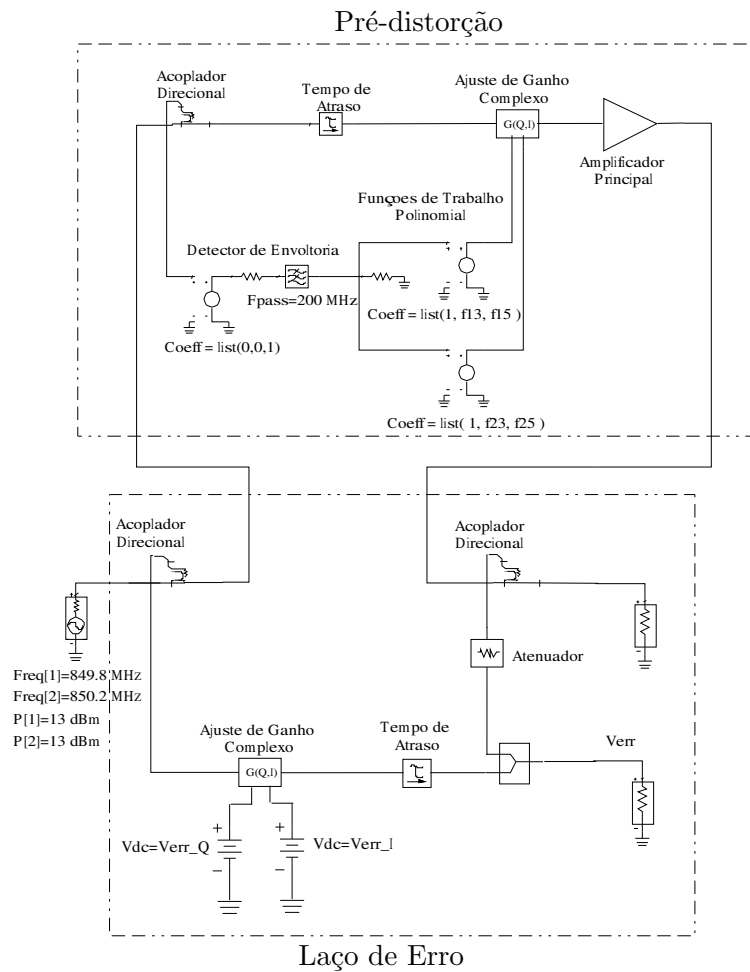 Pré-distorção
Acoplador
Direcional
Tempo de
Atraso
τ
Ajuste de Ganho
Complexo
G(Q,I)
Amplificador
Principal
Funçoes de Trabalho
Polinomial
Detector de Envoltoria
Fpass=200 MHz
Coeff = list(0,0,1)
Coeff = list(1, f13, f15 )
Coeff = list( 1, f23, f25 )
Acoplador
Direcional
Acoplador
Direcional
Atenuador
Freq[1]=849.8 MHz
Freq[2]=850.2 MHz
P[1]=13 dBm
P[2]=13 dBm
Ajuste de Ganho
Complexo
G(Q,I)
Tempo de
Atraso
τ
Verr
Vdc=Verr_Q
Vdc=Verr_I
Laço de Erro